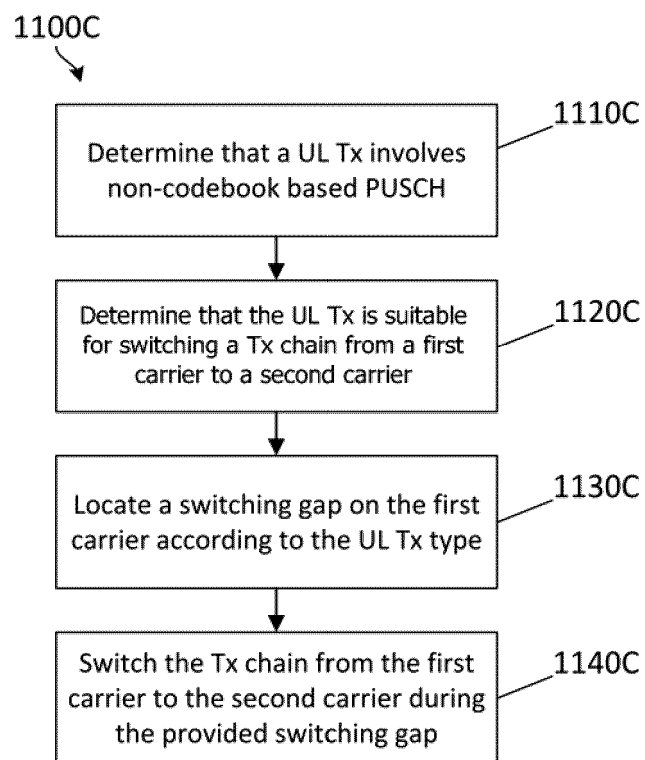 1100C
1110C
Determine that a UL Tx involves
non-codebook based PUSCH
1120C
Determine that the UL Tx is suitable
for switching a Tx chain from a first
carrier to a second carrier
1130C
Locate a switching gap on the first
carrier according to the UL Tx type
1140C
Switch the Tx chain from the first
carrier to the second carrier during
the provided switching gap